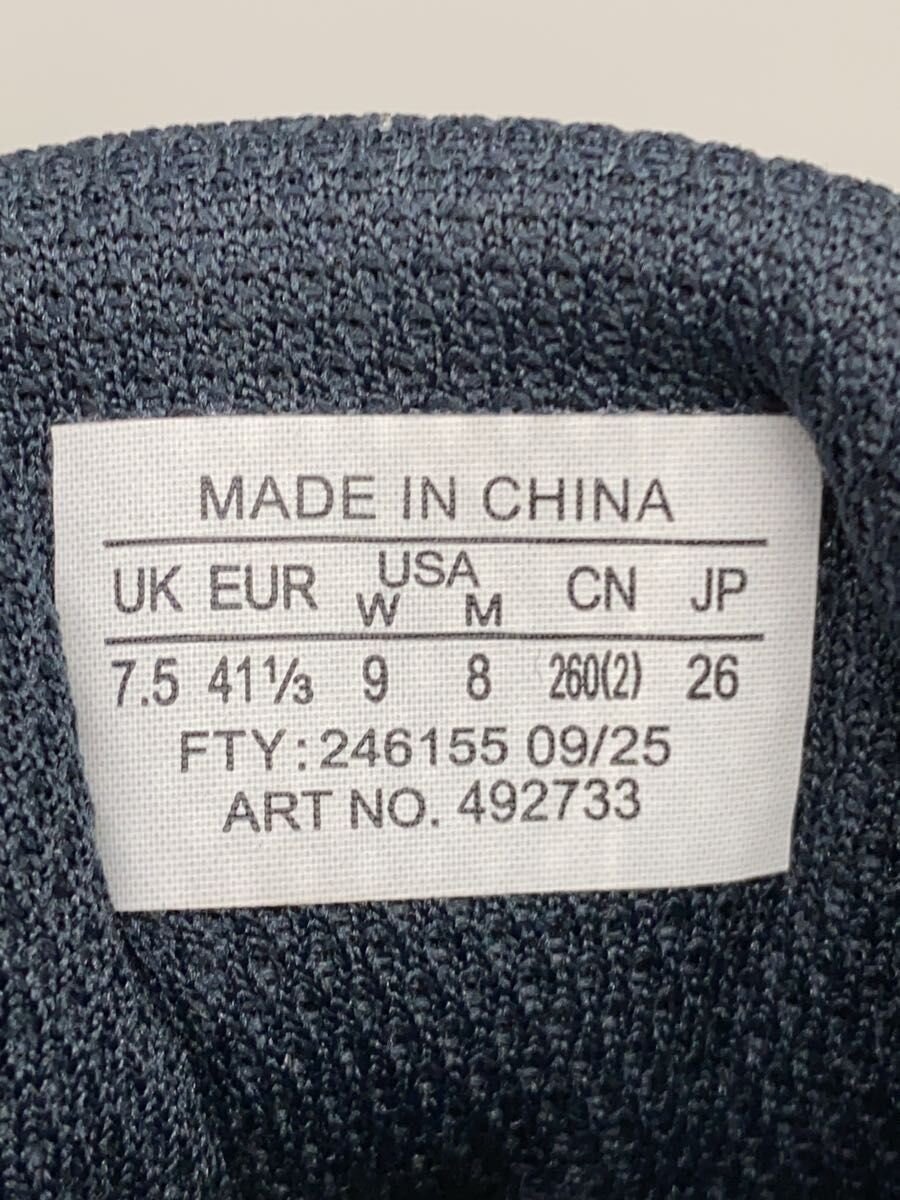 MADE IN CHINA
UK EUR USA CN JP
W M
7.5 41⅓ 9 8 260(2) 26
FTY: 246155 09/25
ART NO. 492733